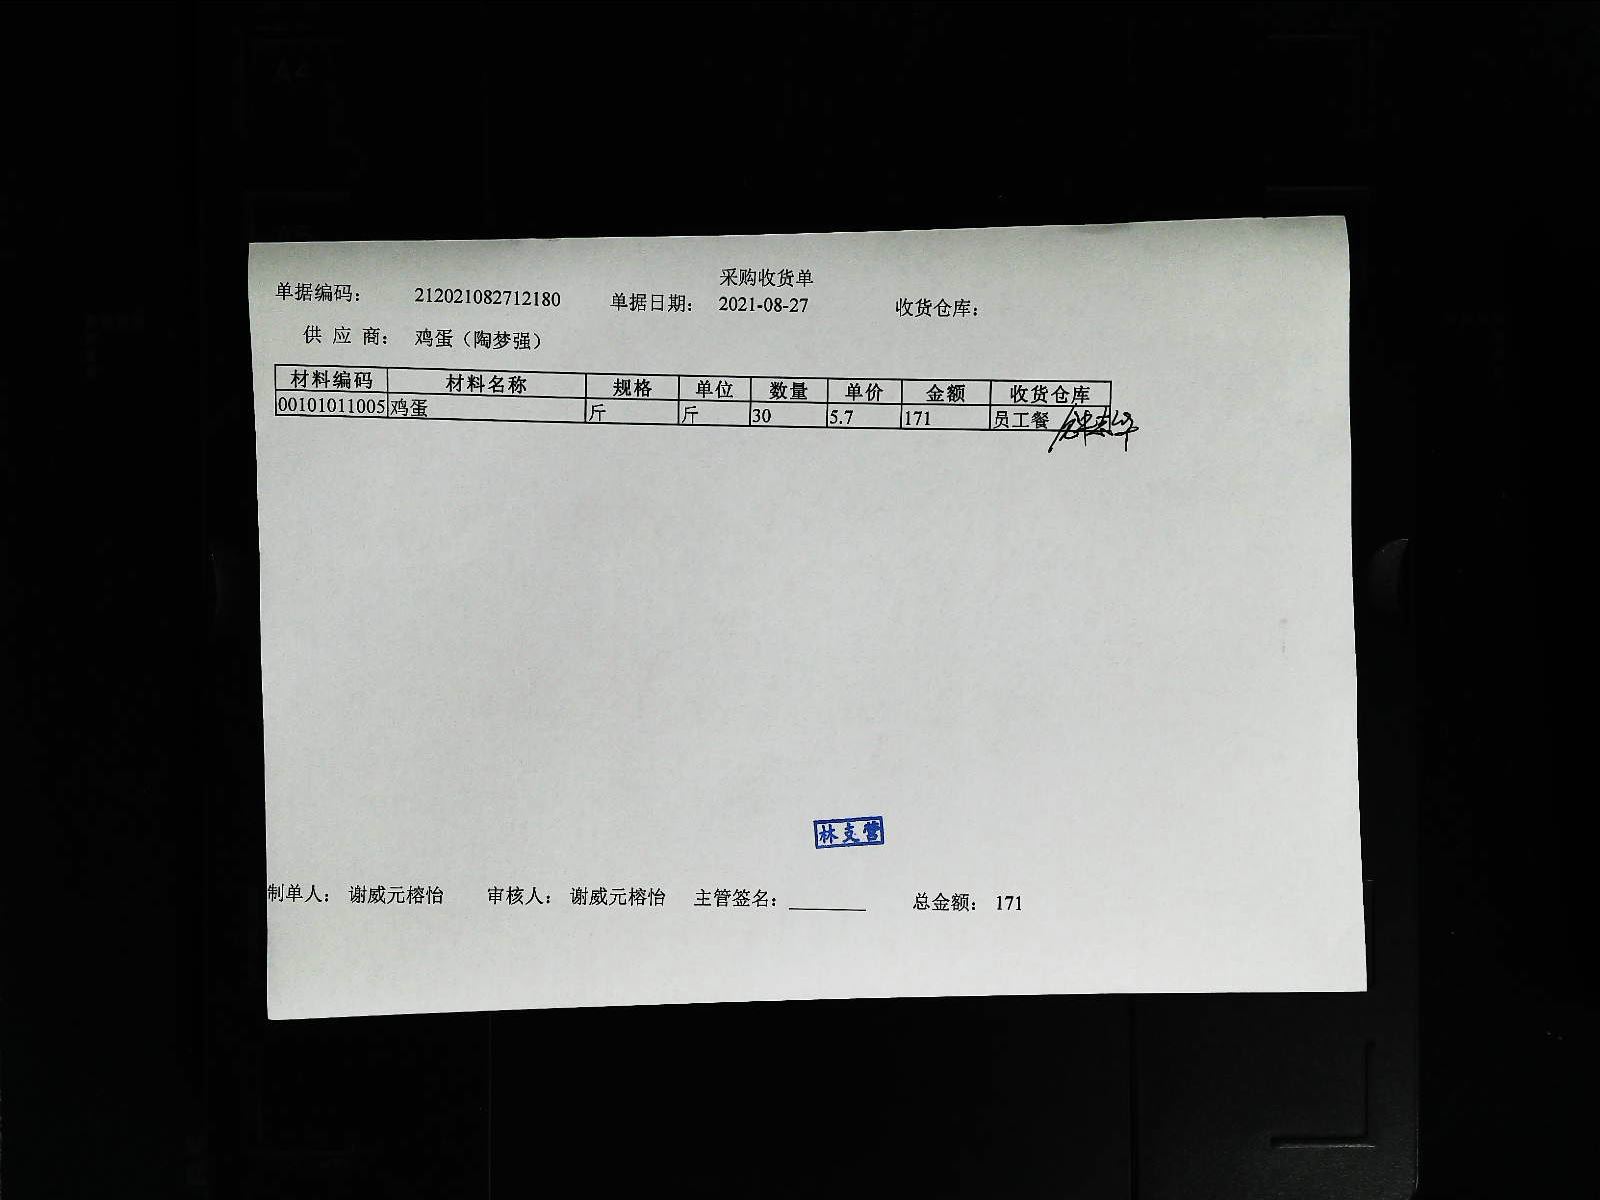 采购收货单
单据编码： 212021082712180 单据日期： 2021-08-27 收货仓库：
供 应 商： 鸡蛋（陶梦强）
材料编码 材料名称 规格 单位 数量 单价 金额 收货仓库
00101011005 鸡蛋 斤 斤 30 5.7 171 员工餐
林支营
制单人： 谢威元榕怡 审核人： 谢威元榕怡 主管签名：________ 总金额： 171